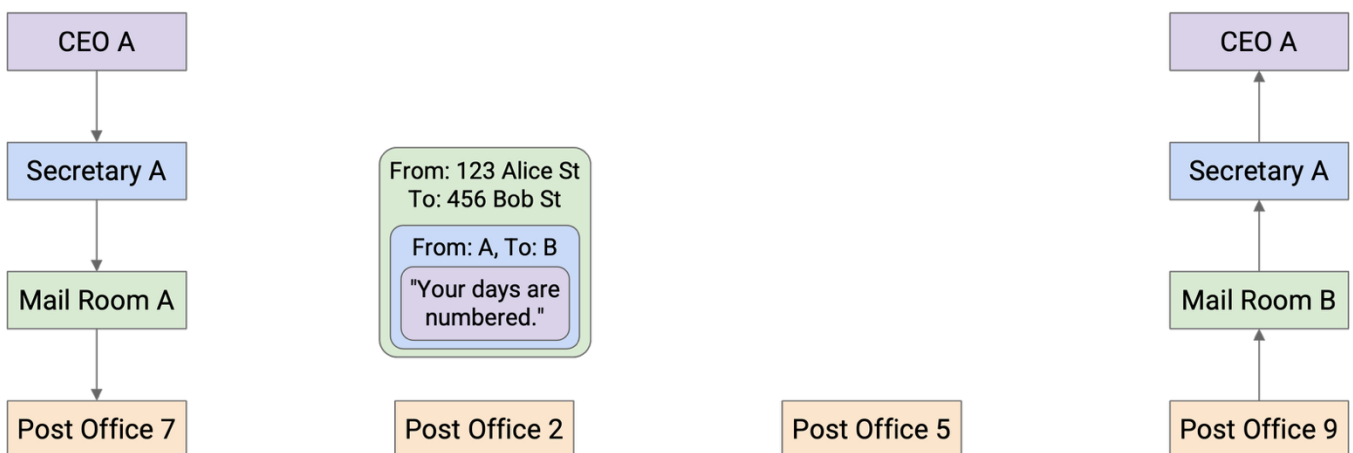 CEO A
CEO A
Secretary A
From: 123 Alice St
To: 456 Bob St
Secretary A
From: A, To: B
"Your days are
numbered."
Mail Room A
Mail Room B
Post Office 7
Post Office 2
Post Office 5
Post Office 9